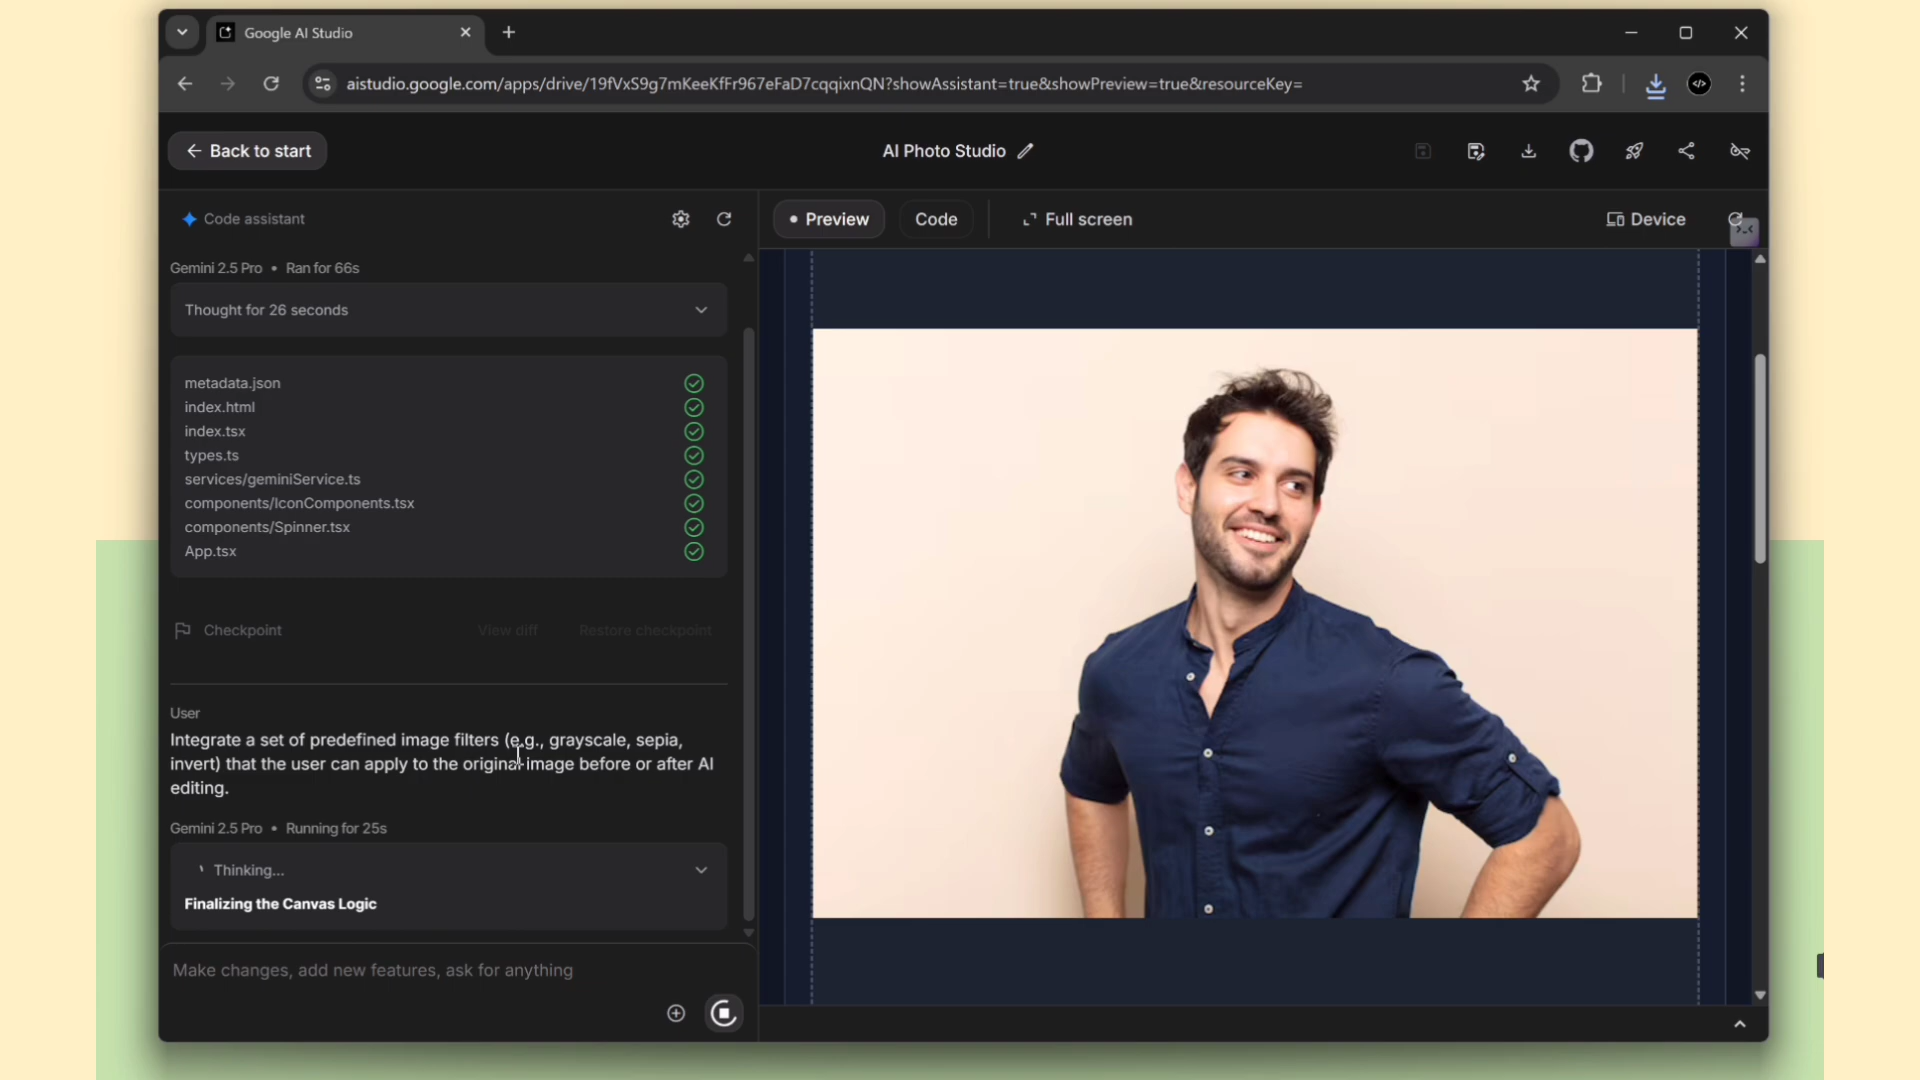 Google AI Studio
aistudio.google.com/apps/drive/19fVxS9g7mKeeKfFr967eFaD7cqqixnQN?showAssistant=true&showPreview=true&resourceKey=
Back to start
AI Photo Studio
Code assistant
Preview
Code
Full screen
Device
Gemini 2.5 Pro • Ran for 66s
Thought for 26 seconds
metadata.json
index.html
index.tsx
types.ts
services/geminiService.ts
components/IconComponents.tsx
components/Spinner.tsx
App.tsx
Checkpoint
View diff
Restore checkpoint
User
Integrate a set of predefined image filters (e.g., grayscale, sepia,
invert) that the user can apply to the original image before or after AI
editing.
Gemini 2.5 Pro • Running for 25s
Thinking...
Finalizing the Canvas Logic
Make changes, add new features, ask for anything